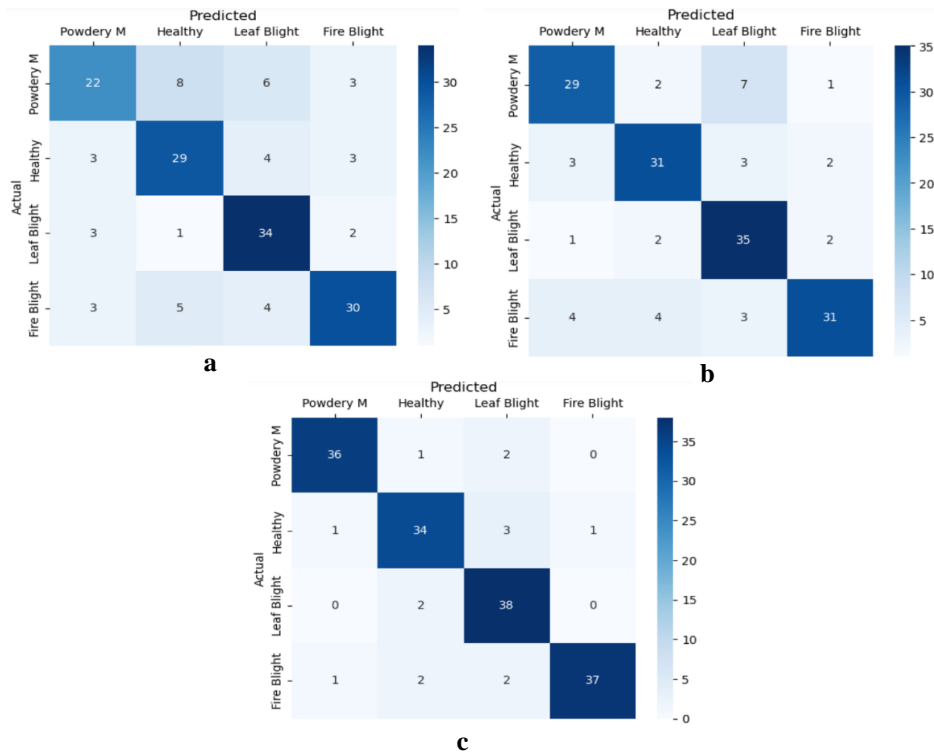 Predicted
Powdery M Healthy Leaf Blight Fire Blight
Actual
Powdery M 22 8 6 3
Healthy 3 29 4 3
Leaf Blight 3 1 34 2
Fire Blight 3 5 4 30
30
25
20
15
10
5
a
Predicted
Powdery M Healthy Leaf Blight Fire Blight
Actual
Powdery M 29 2 7 1
Healthy 3 31 3 2
Leaf Blight 1 2 35 2
Fire Blight 4 4 3 31
35
30
25
20
15
10
5
b
Predicted
Powdery M Healthy Leaf Blight Fire Blight
Actual
Powdery M 36 1 2 0
Healthy 1 34 3 1
Leaf Blight 0 2 38 0
Fire Blight 1 2 2 37
35
30
25
20
15
10
5
0
c